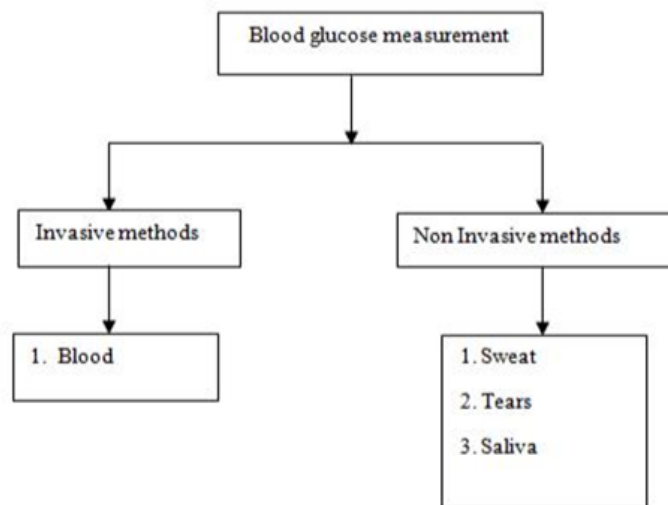 Blood glucose measurement
Invasive methods
Non Invasive methods
1. Blood
1. Sweat
2. Tears
3. Saliva